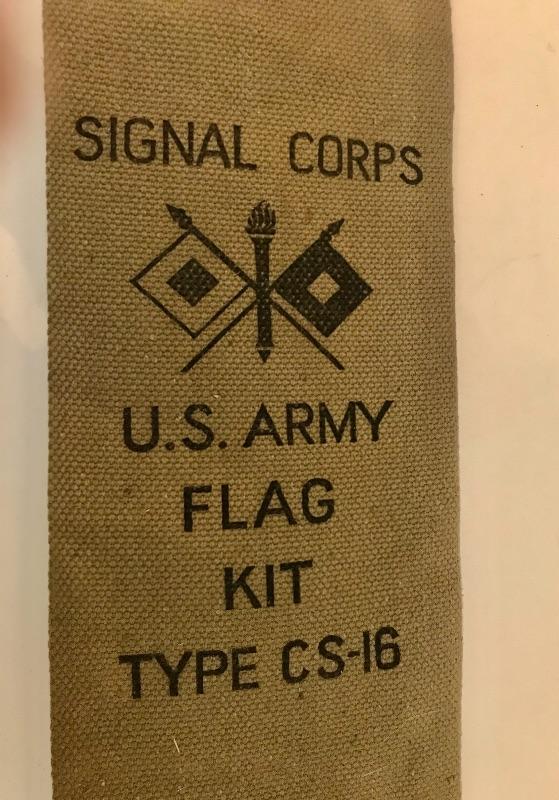 SIGNAL CORPS
U.S. ARMY
FLAG
KIT
TYPE CS-16